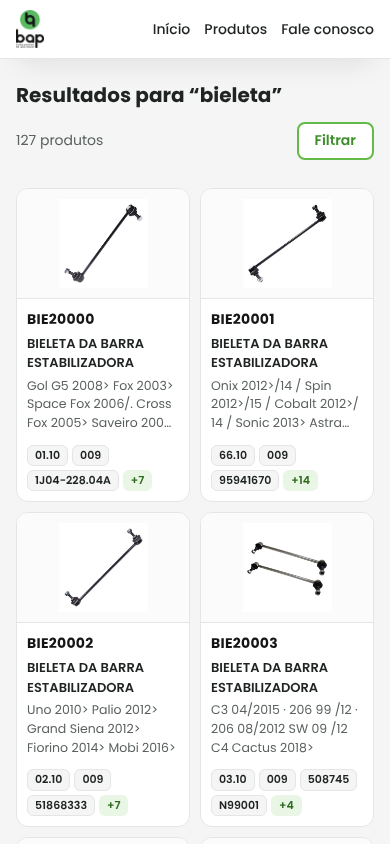 bap
Início Produtos Fale conosco
Resultados para “bieleta”
127 produtos
Filtrar
BIE20000
BIELETA DA BARRA
ESTABILIZADORA
Gol G5 2008> Fox 2003>
Space Fox 2006/. Cross
Fox 2005> Saveiro 200...
01.10 009
1J04-228.04A +7
BIE20001
BIELETA DA BARRA
ESTABILIZADORA
Onix 2012>/14 / Spin
2012>/15 / Cobalt 2012>/
14 / Sonic 2013> Astra...
66.10 009
95941670 +14
BIE20002
BIELETA DA BARRA
ESTABILIZADORA
Uno 2010> Palio 2012>
Grand Siena 2012>
Fiorino 2014> Mobi 2016>
02.10 009
51868333 +7
BIE20003
BIELETA DA BARRA
ESTABILIZADORA
C3 04/2015 · 206 99 /12 ·
206 08/2012 SW 09 /12
C4 Cactus 2018>
03.10 009 508745
N99001 +4